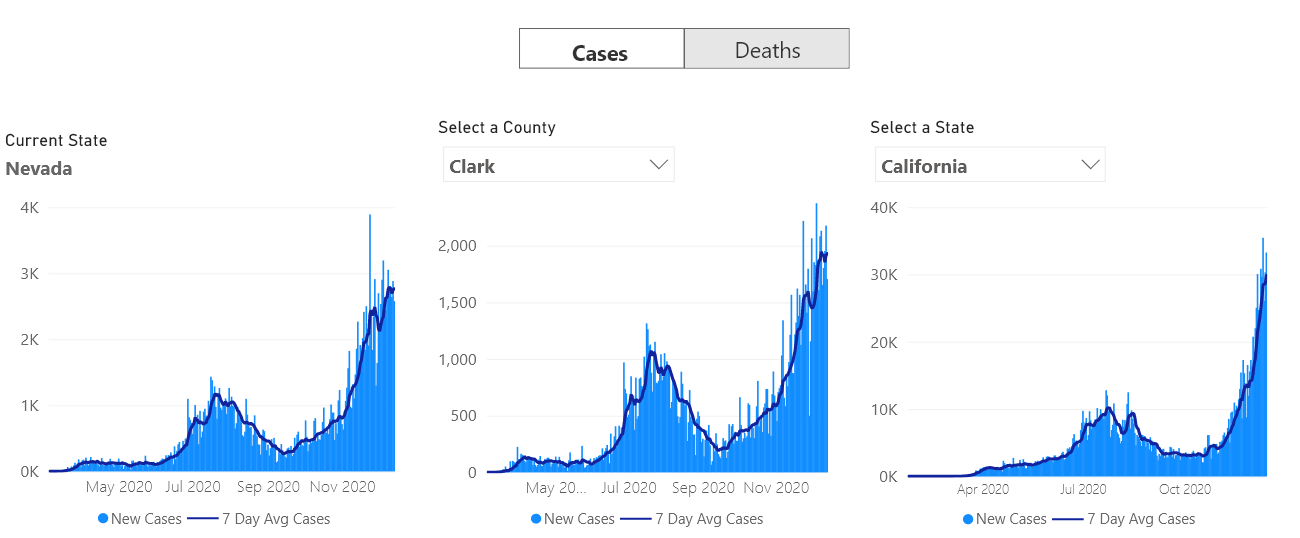 Cases Deaths
Current State
Nevada
4K
3K
2K
1K
0K
May 2020 Jul 2020 Sep 2020 Nov 2020
New Cases 7 Day Avg Cases
Select a County
Clark
2,000
1,500
1,000
500
0
May 20... Jul 2020 Sep 2020 Nov 2020
New Cases 7 Day Avg Cases
Select a State
California
40K
30K
20K
10K
0K
Apr 2020 Jul 2020 Oct 2020
New Cases 7 Day Avg Cases